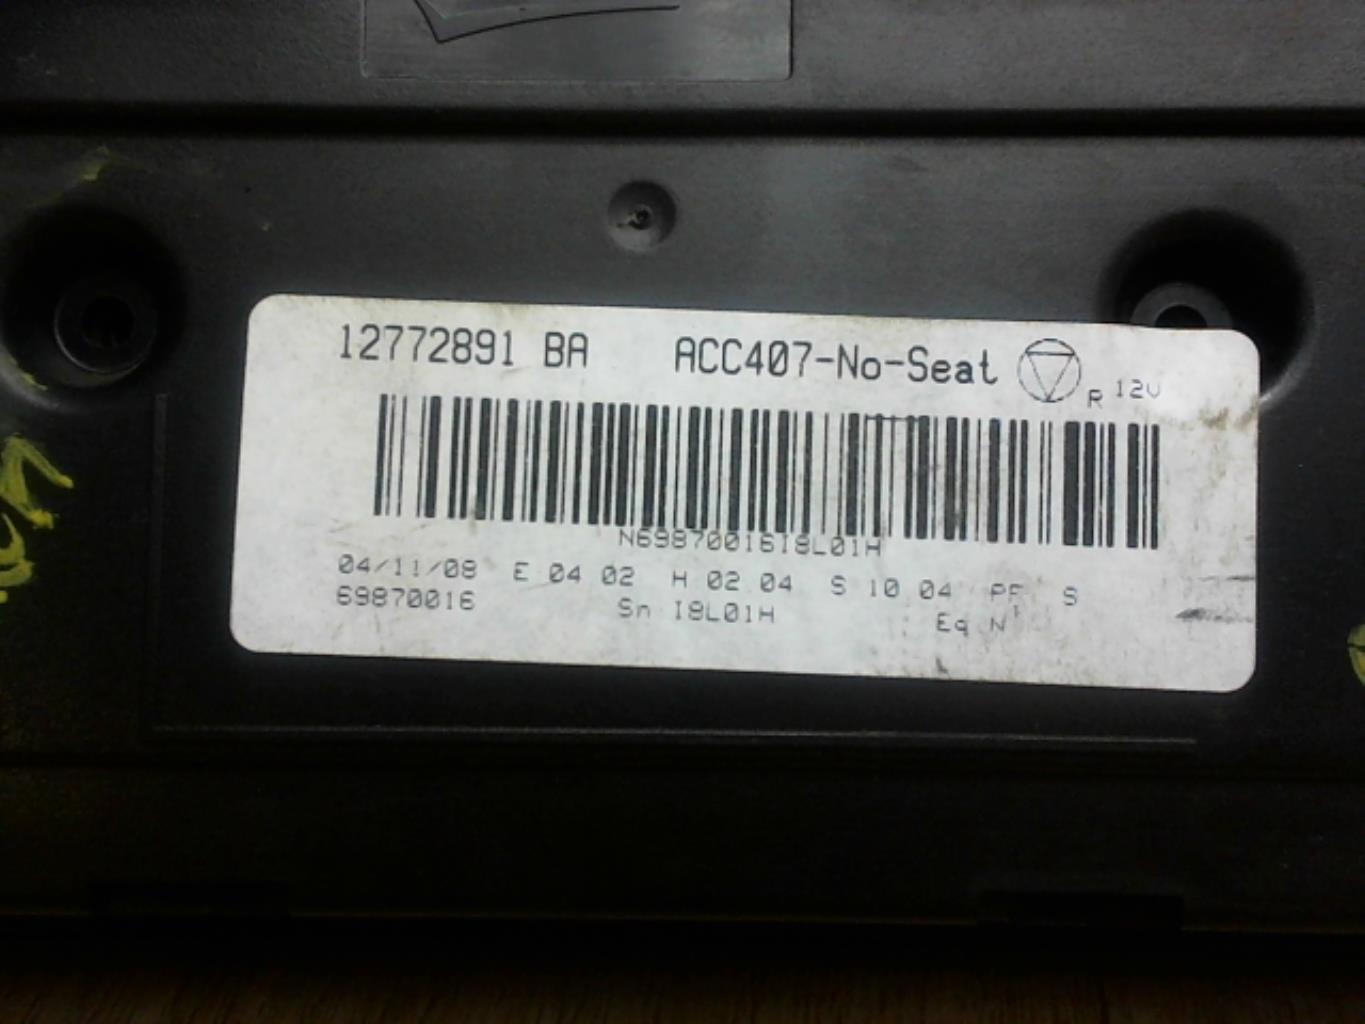 12772891 BA ACC407-No-Seat R 12V
N69870016I8L01H
04/11/08 E 04 02 H 02 04 S 10 04 PF S
69870016 Sn I8L01H Eq N